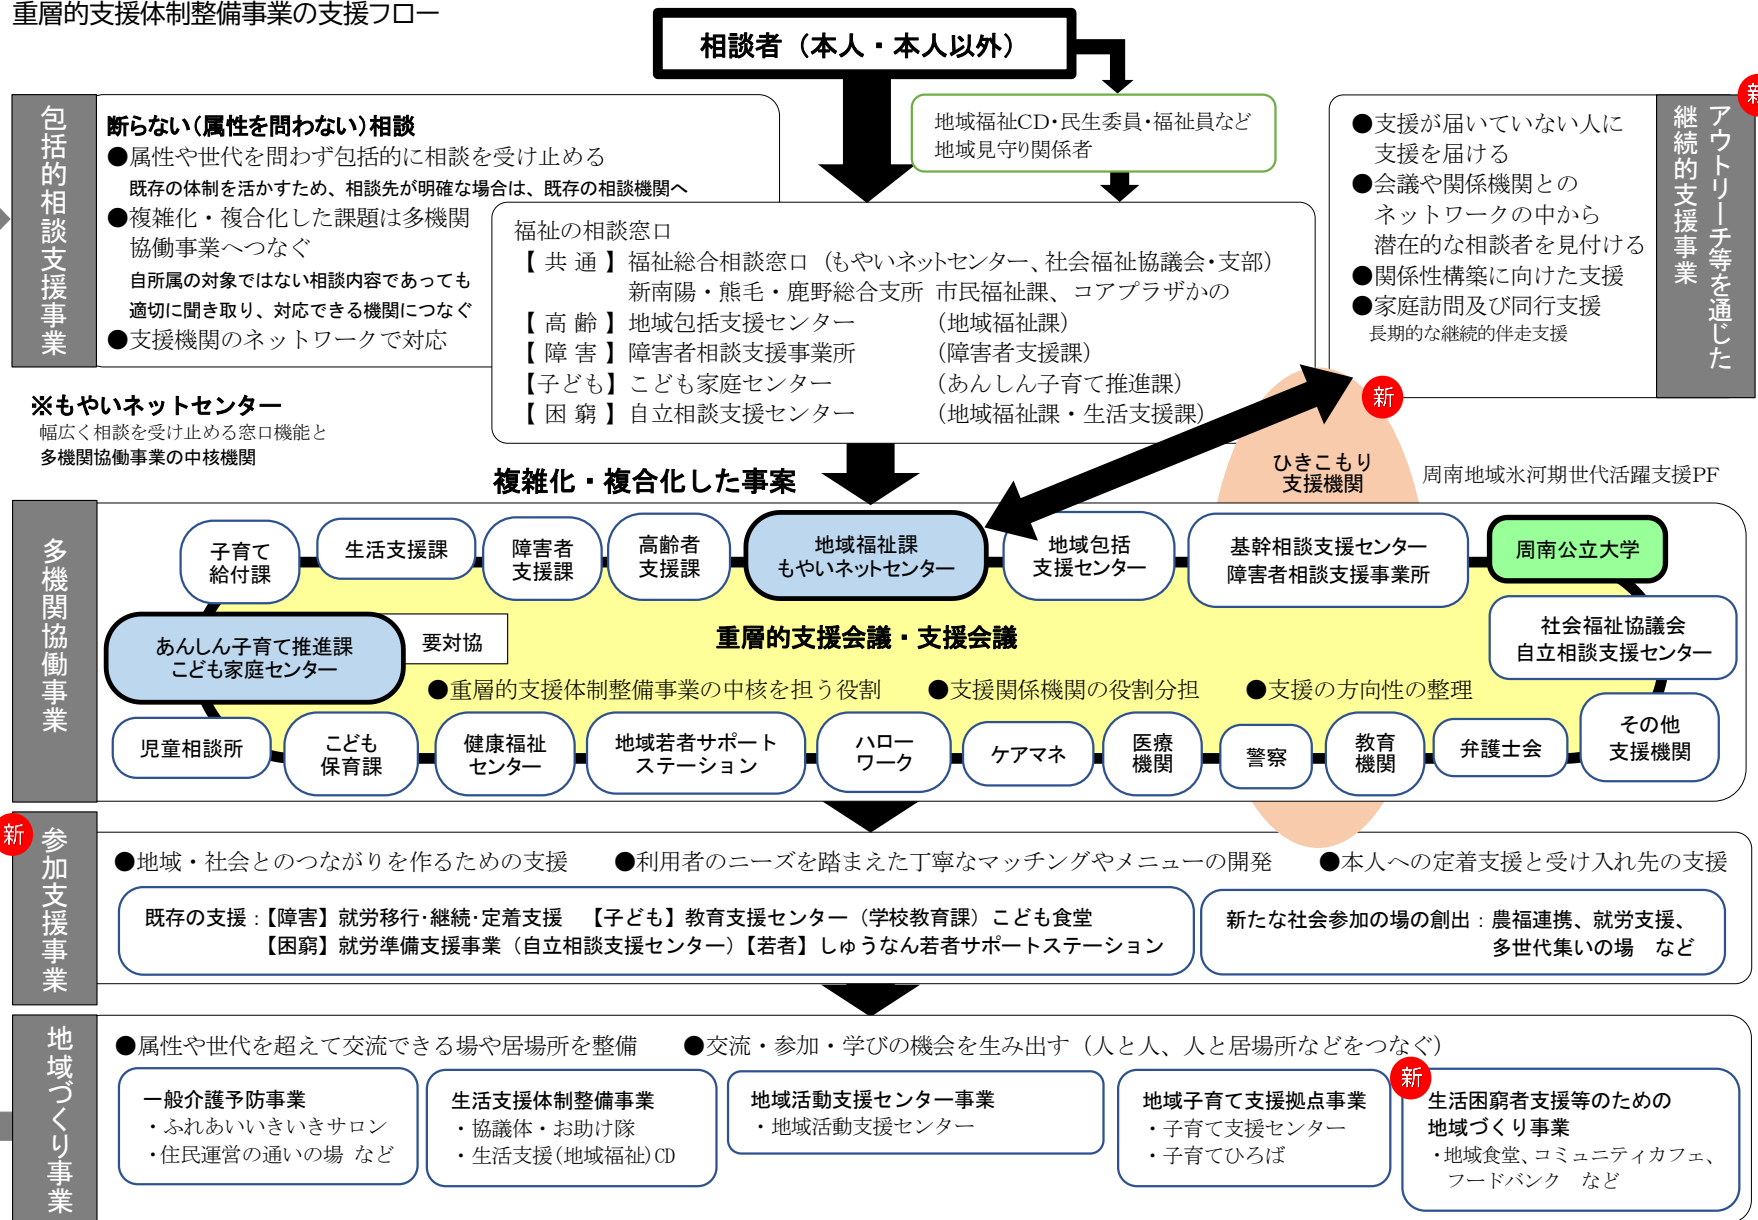 重層的支援体制整備事業の支援フロー
相談者（本人・本人以外）
地域福祉CD・民生委員・福祉員など
地域見守り関係者
包括的相談支援事業
断らない（属性を問わない）相談
●属性や世代を問わず包括的に相談を受け止める
既存の体制を活かすため、相談先が明確な場合は、既存の相談機関へ
●複雑化・複合化した課題は多機関
協働事業へつなぐ
自所属の対象ではない相談内容であっても
適切に聞き取り、対応できる機関につなぐ
●支援機関のネットワークで対応
福祉の相談窓口
【 共 通 】福祉総合相談窓口（もやいネットセンター、社会福祉協議会・支部）
新南陽・熊毛・鹿野総合支所 市民福祉課、コアプラザかの
【 高 齢 】地域包括支援センター （地域福祉課）
【 障 害 】障害者相談支援事業所 （障害者支援課）
【子ども】こども家庭センター （あんしん子育て推進課）
【 困 窮 】自立相談支援センター （地域福祉課・生活支援課）
新
アウトリーチ等を通じた
継続的支援事業
●支援が届いていない人に
支援を届ける
●会議や関係機関との
ネットワークの中から
潜在的な相談者を見付ける
●関係性構築に向けた支援
●家庭訪問及び同行支援
長期的な継続的伴走支援
※もやいネットセンター
幅広く相談を受け止める窓口機能と
多機関協働事業の中核機関
複雑化・複合化した事案
新
ひきこもり
支援機関
周南地域氷河期世代活躍支援PF
多機関協働事業
子育て
給付課
生活支援課
障害者
支援課
高齢者
支援課
地域福祉課
もやいネットセンター
地域包括
支援センター
基幹相談支援センター
障害者相談支援事業所
周南公立大学
あんしん子育て推進課
こども家庭センター
要対協
重層的支援会議・支援会議
社会福祉協議会
自立相談支援センター
●重層的支援体制整備事業の中核を担う役割 ●支援関係機関の役割分担 ●支援の方向性の整理
児童相談所
こども
保育課
健康福祉
センター
地域若者サポート
ステーション
ハロー
ワーク
ケアマネ
医療
機関
警察
教育
機関
弁護士会
その他
支援機関
新
参加支援事業
●地域・社会とのつながりを作るための支援 ●利用者のニーズを踏まえた丁寧なマッチングやメニューの開発 ●本人への定着支援と受け入れ先の支援
既存の支援：【障害】就労移行・継続・定着支援 【子ども】教育支援センター（学校教育課）こども食堂
【困窮】就労準備支援事業（自立相談支援センター）【若者】しゅうなん若者サポートステーション
新たな社会参加の場の創出：農福連携、就労支援、
多世代集いの場 など
地域づくり事業
●属性や世代を超えて交流できる場や居場所を整備 ●交流・参加・学びの機会を生み出す（人と人、人と居場所などをつなぐ）
一般介護予防事業
・ふれあいいきいきサロン
・住民運営の通いの場 など
生活支援体制整備事業
・協議体・お助け隊
・生活支援（地域福祉）CD
地域活動支援センター事業
・地域活動支援センター
地域子育て支援拠点事業
・子育て支援センター
・子育てひろば
新
生活困窮者支援等のための
地域づくり事業
・地域食堂、コミュニティカフェ、
フードバンク など